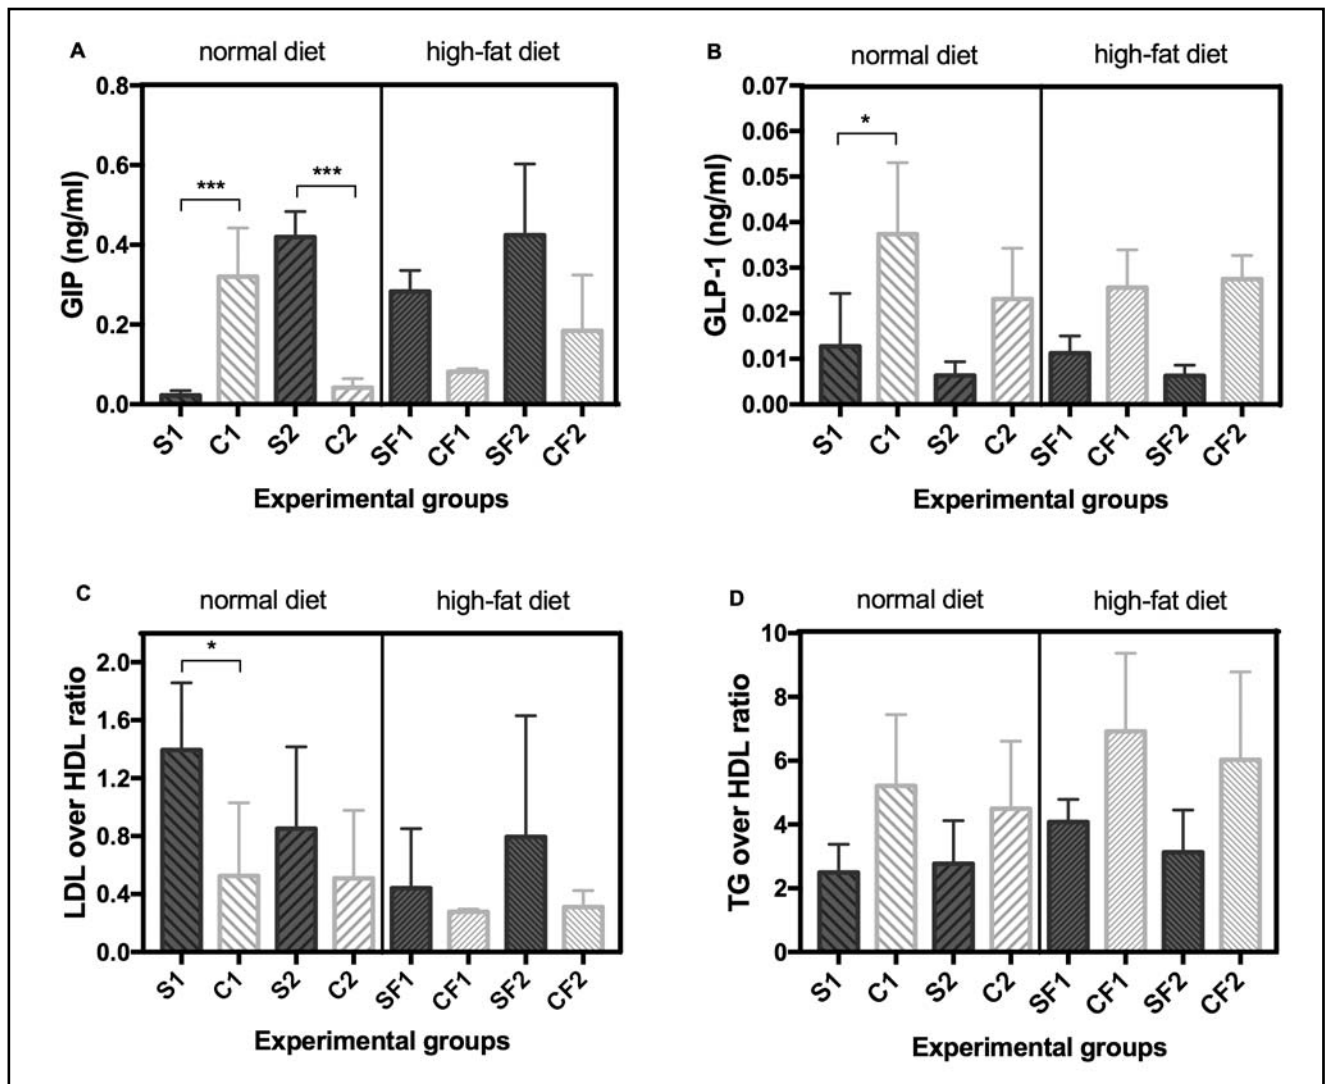 A
normal diet
high-fat diet
GIP (ng/ml)
0.8
0.6
0.4
0.2
0.0
***
***
S1
C1
S2
C2
SF1
CF1
SF2
CF2
Experimental groups
B
normal diet
high-fat diet
GLP-1 (ng/ml)
0.07
0.06
0.05
0.04
0.03
0.02
0.01
0.00
*
S1
C1
S2
C2
SF1
CF1
SF2
CF2
Experimental groups
C
normal diet
high-fat diet
LDL over HDL ratio
2.0
1.6
1.2
0.8
0.4
0.0
*
S1
C1
S2
C2
SF1
CF1
SF2
CF2
Experimental groups
D
normal diet
high-fat diet
TG over HDL ratio
10
8
6
4
2
0
S1
C1
S2
C2
SF1
CF1
SF2
CF2
Experimental groups